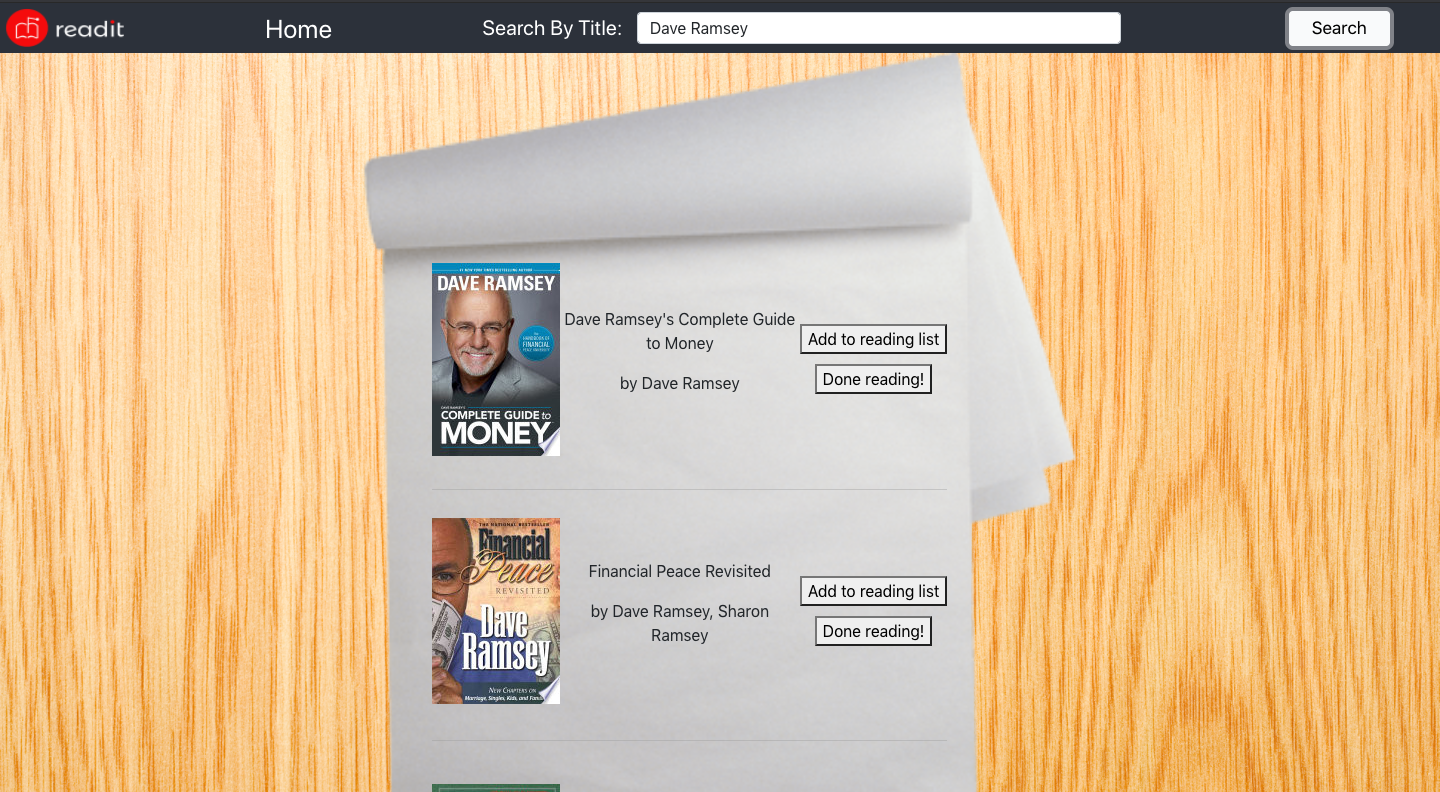 readit
Home
Search By Title:
Dave Ramsey
Search
#1 NEW YORK TIMES BESTSELLING AUTHOR
DAVE RAMSEY
THE
HANDBOOK OF
FINANCIAL
PEACE UNIVERSITY
DAVE RAMSEY'S
COMPLETE GUIDE to
MONEY
Dave Ramsey's Complete Guide
to Money
by Dave Ramsey
Add to reading list
Done reading!
THE NATIONAL BESTSELLER
Financial
Peace
REVISITED
Dave
Ramsey
NEW CHAPTERS ON
Marriage, Singles, Kids, and
Financial Peace Revisited
by Dave Ramsey, Sharon
Ramsey
Add to reading list
Done reading!